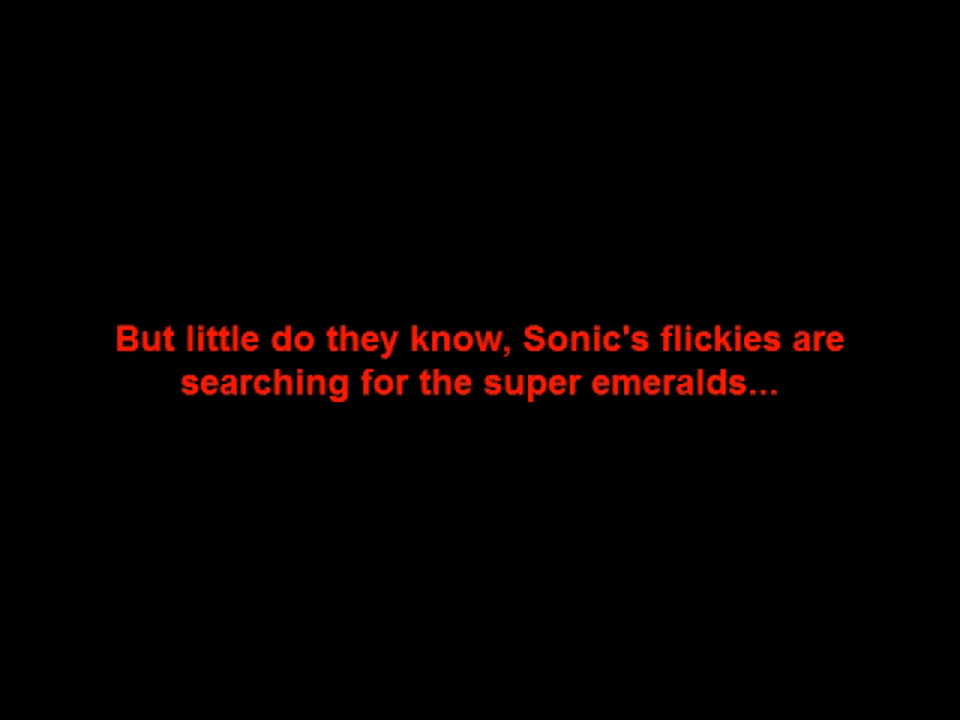 But little do they know, Sonic's flickies are
searching for the super emeralds...